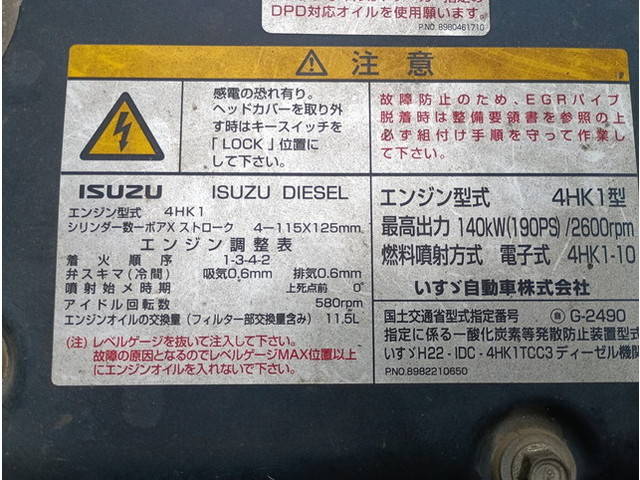 DPD対応オイルを使用願います。
P.NO. 8980461710
⚠ 注意
感電の恐れ有り。
ヘッドカバーを取り外
す時はキースイッチを
「LOCK」位置に
して下さい。
故障防止のため、EGRパイプ
脱着時は整備要領書を参照の上
必ず組付け手順を守って作業し
て下さい。
ISUZU ISUZU DIESEL
エンジン型式 4HK1
シリンダー数ーボアXストローク 4-115X125mm
エンジン調整表
着火順序 1-3-4-2
弁スキマ(冷間) 吸気0.6mm 排気0.6mm
噴射始メ時期 上死点前 0°
アイドル回転数 580rpm
エンジンオイルの交換量(フィルター部交換量含み) 11.5L
(注) レベルゲージを抜いて注入して下さい。
故障の原因となるのでレベルゲージMAX位置以上
にエンジンオイルを入れないで下さい。
エンジン型式 4HK1型
最高出力 140kW(190PS)/2600rpm
燃料噴射方式 電子式 4HK1-10
いすゞ自動車株式会社
国土交通省型式指定番号 G-2490
指定に係る一酸化炭素等発散防止装置型式
いすゞH22-IDC-4HK1TCC3ディーゼル機関
P.NO.8982210650